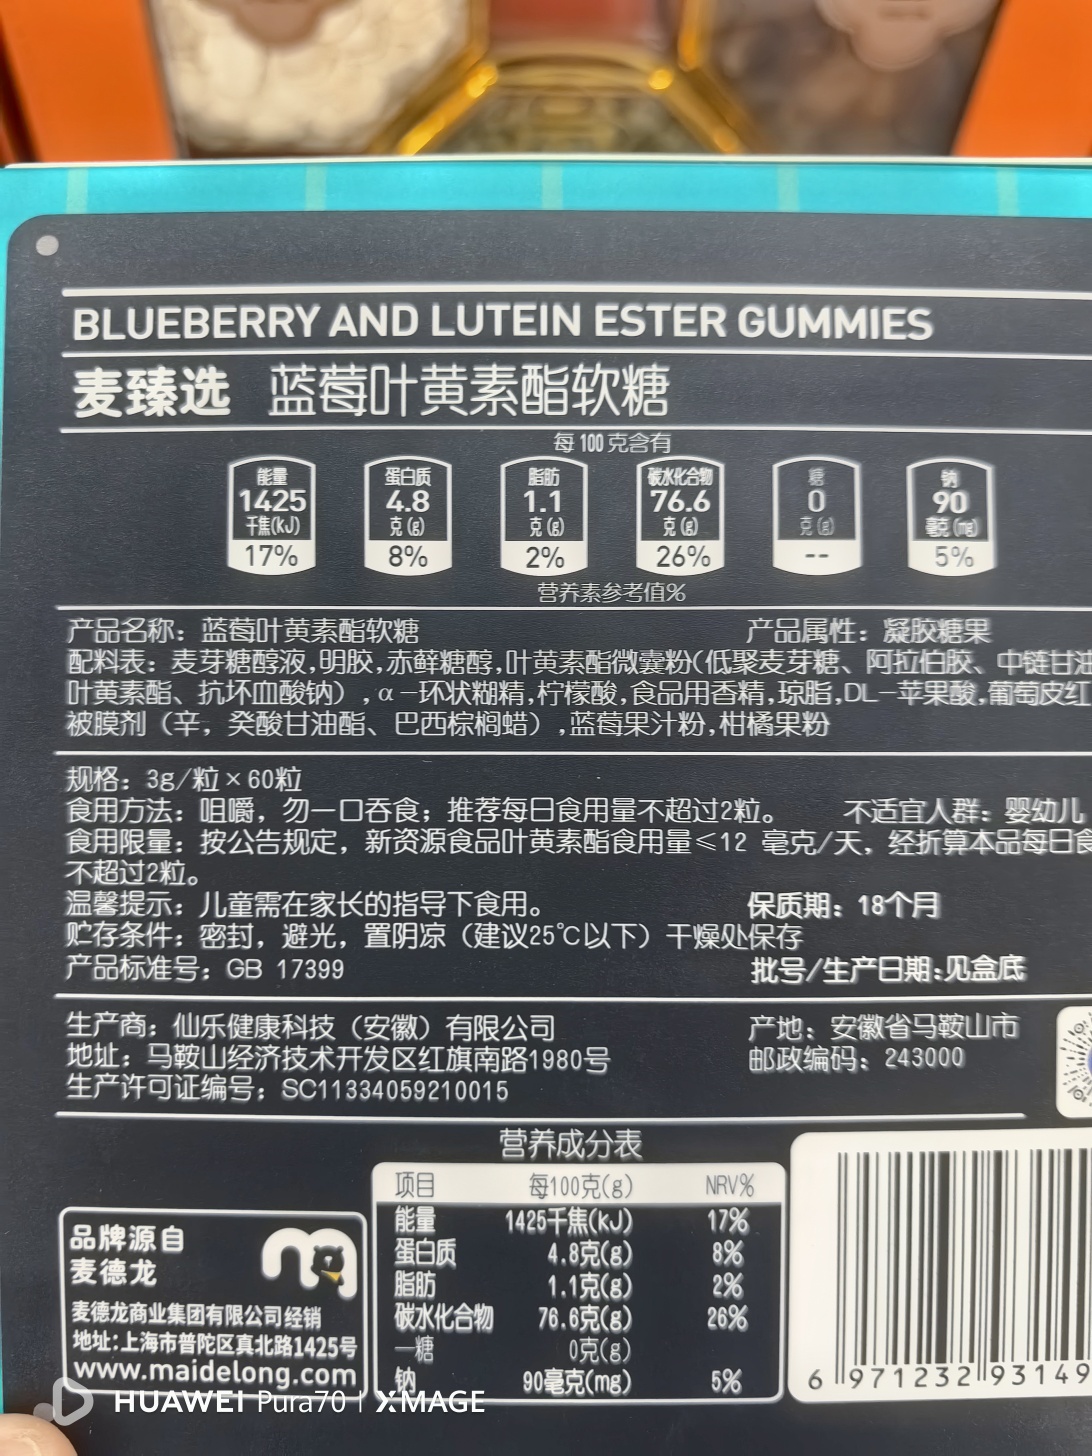 BLUEBERRY AND LUTEIN ESTER GUMMIES
麦臻选 蓝莓叶黄素酯软糖
每100克含有
能量 蛋白质 脂肪 碳水化合物 糖 钠
1425 4.8 1.1 76.6 0 90
千焦(kJ) 克(g) 克(g) 克(g) 克(g) 毫克(mg)
17% 8% 2% 26% -- 5%
营养素参考值%
产品名称：蓝莓叶黄素酯软糖 产品属性：凝胶糖果
配料表：麦芽糖醇液,明胶,赤藓糖醇,叶黄素酯微囊粉(低聚麦芽糖、阿拉伯胶、中链甘油
叶黄素酯、抗坏血酸钠）,α-环状糊精,柠檬酸,食品用香精,琼脂,DL-苹果酸,葡萄皮红
被膜剂（辛，癸酸甘油酯、巴西棕榈蜡）,蓝莓果汁粉,柑橘果粉
规格：3g/粒×60粒
食用方法：咀嚼，勿一口吞食；推荐每日食用量不超过2粒。 不适宜人群：婴幼儿
食用限量：按公告规定，新资源食品叶黄素酯食用量≤12 毫克/天，经折算本品每日食
不超过2粒。
温馨提示：儿童需在家长的指导下食用。 保质期：18个月
贮存条件：密封，避光，置阴凉（建议25℃以下）干燥处保存
产品标准号：GB 17399 批号/生产日期:见盒底
生产商：仙乐健康科技（安徽）有限公司 产地：安徽省马鞍山市
地址：马鞍山经济技术开发区红旗南路1980号 邮政编码：243000
生产许可证编号：SC11334059210015
营养成分表
项目 每100克(g) NRV%
能量 1425千焦(kJ) 17%
蛋白质 4.8克(g) 8%
脂肪 1.1克(g) 2%
碳水化合物 76.6克(g) 26%
—糖 0克(g)
钠 90毫克(mg) 5%
品牌源自
麦德龙
麦德龙商业集团有限公司经销
地址:上海市普陀区真北路1425号
www.maidelong.com
6 971232 93149
HUAWEI Pura70 | XMAGE